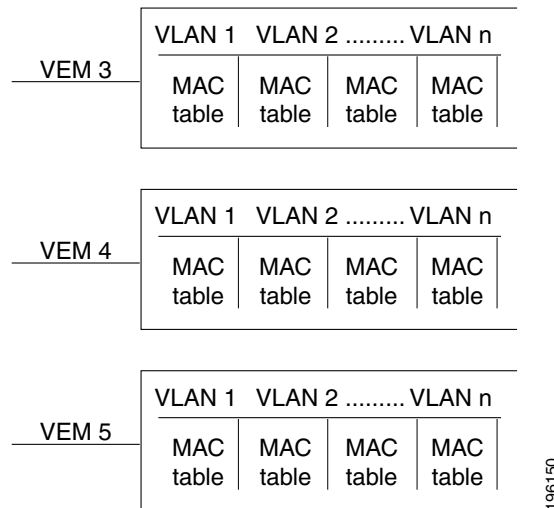 VLAN 1 VLAN 2 ......... VLAN n
VEM 3
MAC table MAC table MAC table MAC table
VLAN 1 VLAN 2 ......... VLAN n
VEM 4
MAC table MAC table MAC table MAC table
VLAN 1 VLAN 2 ......... VLAN n
VEM 5
MAC table MAC table MAC table MAC table
196150